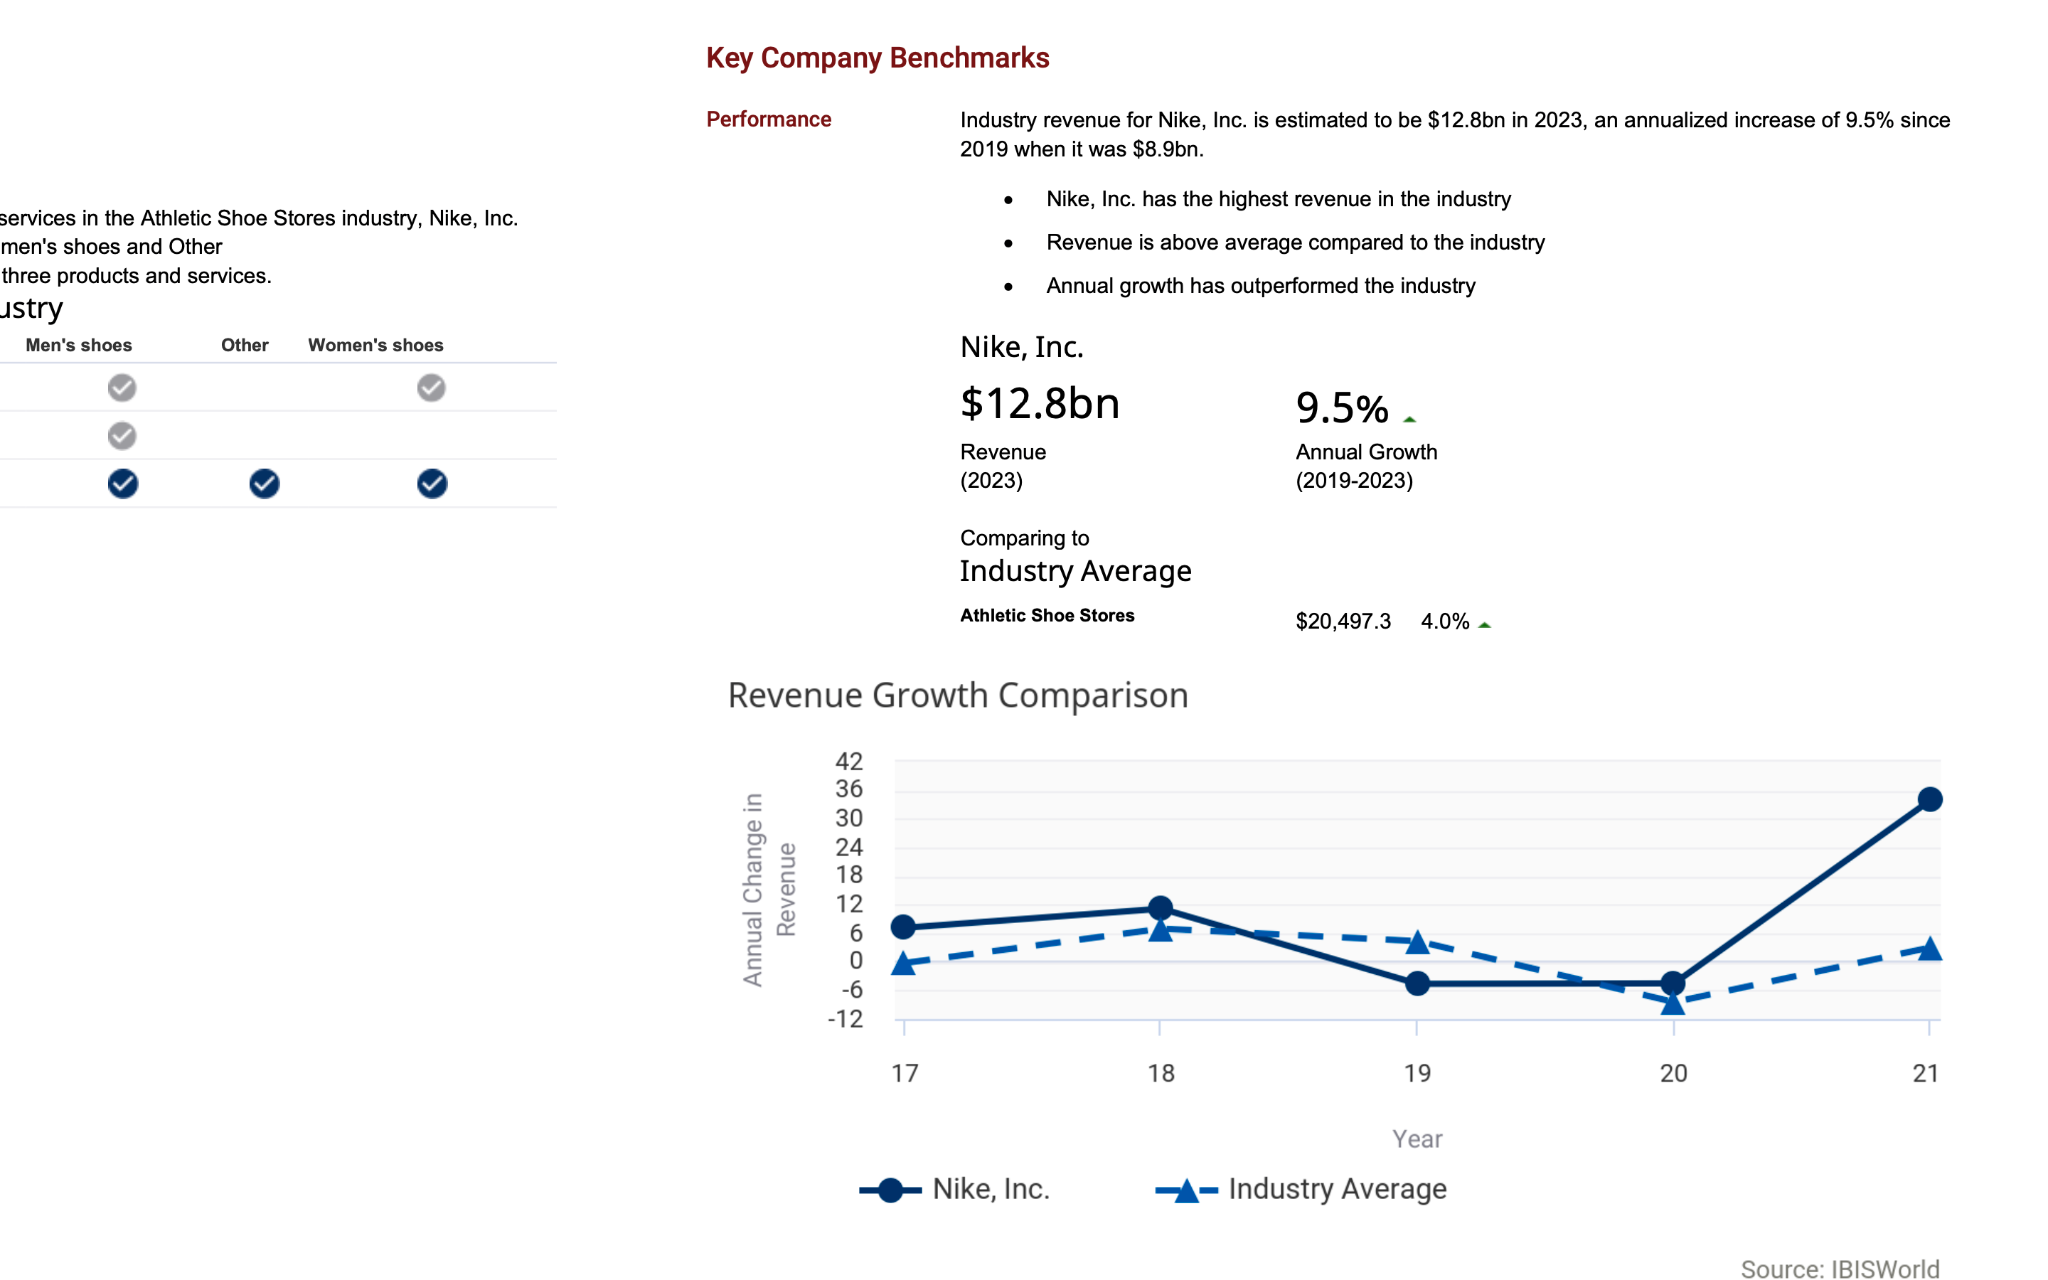 services in the Athletic Shoe Stores industry, Nike, Inc.
men's shoes and Other
three products and services.
ustry
Men's shoes Other Women's shoes
Key Company Benchmarks
Performance
Industry revenue for Nike, Inc. is estimated to be $12.8bn in 2023, an annualized increase of 9.5% since
2019 when it was $8.9bn.
• Nike, Inc. has the highest revenue in the industry
• Revenue is above average compared to the industry
• Annual growth has outperformed the industry
Nike, Inc.
$12.8bn 9.5%
Revenue Annual Growth
(2023) (2019-2023)
Comparing to
Industry Average
Athletic Shoe Stores $20,497.3 4.0%
Revenue Growth Comparison
Annual Change in
Revenue
42
36
30
24
18
12
6
0
-6
-12
17 18 19 20 21
Year
Nike, Inc. Industry Average
Source: IBISWorld